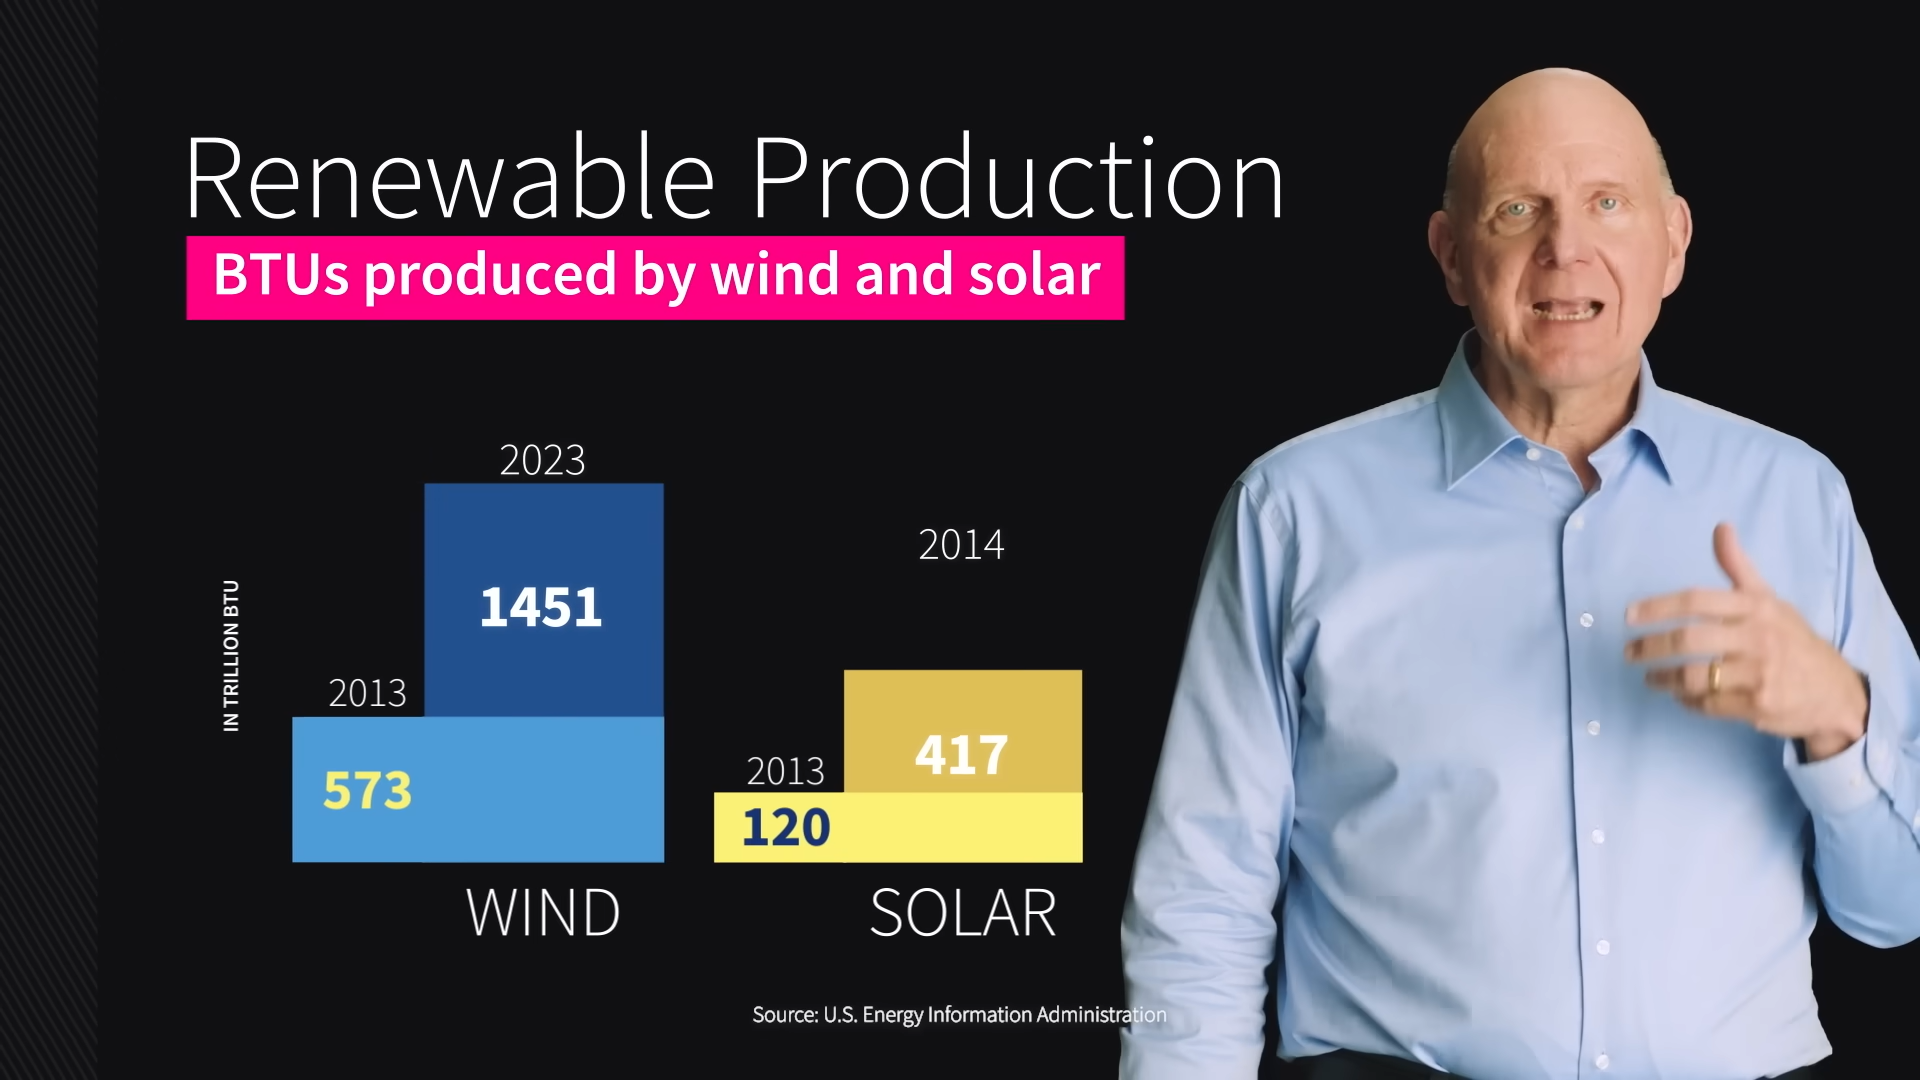 Renewable Production
BTUs produced by wind and solar
IN TRILLION BTU
2023
1451
2013
573
WIND
2014
417
2013
120
SOLAR
Source: U.S. Energy Information Administration